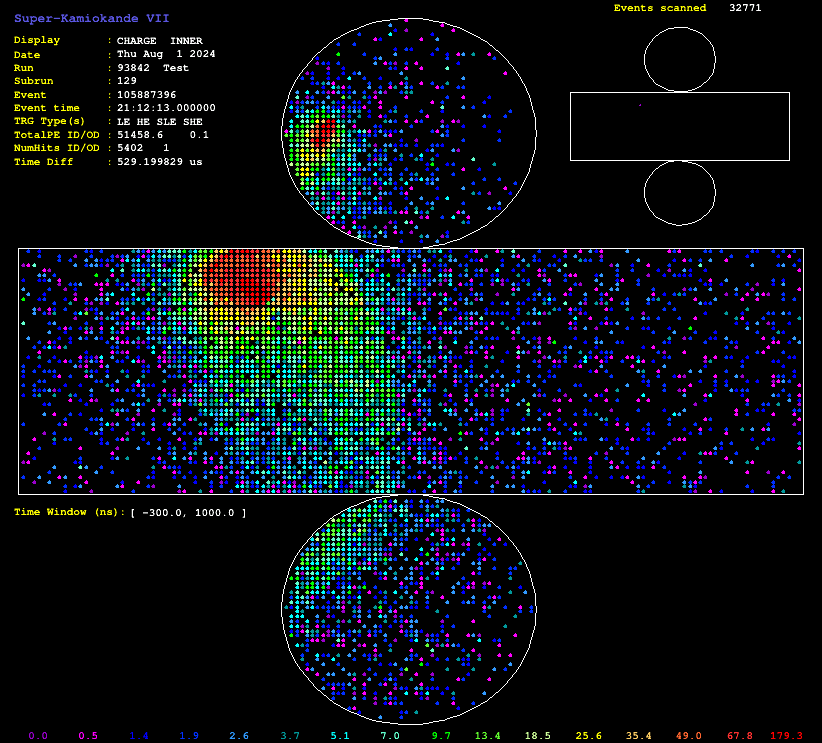 Super-Kamiokande VII
Events scanned 32771
Display : CHARGE INNER
Date : Thu Aug 1 2024
Run : 93842 Test
Subrun : 129
Event : 105887396
Event time : 21:12:13.000000
TRG Type(s) : LE HE SLE SHE
TotalPE ID/OD : 51458.6 0.1
NumHits ID/OD : 5402 1
Time Diff : 529.199829 us
Time Window (ns): [ -300.0, 1000.0 ]
0.0 0.5 1.4 1.9 2.6 3.7 5.1 7.0 9.7 13.4 18.5 25.6 35.4 49.0 67.8 179.3